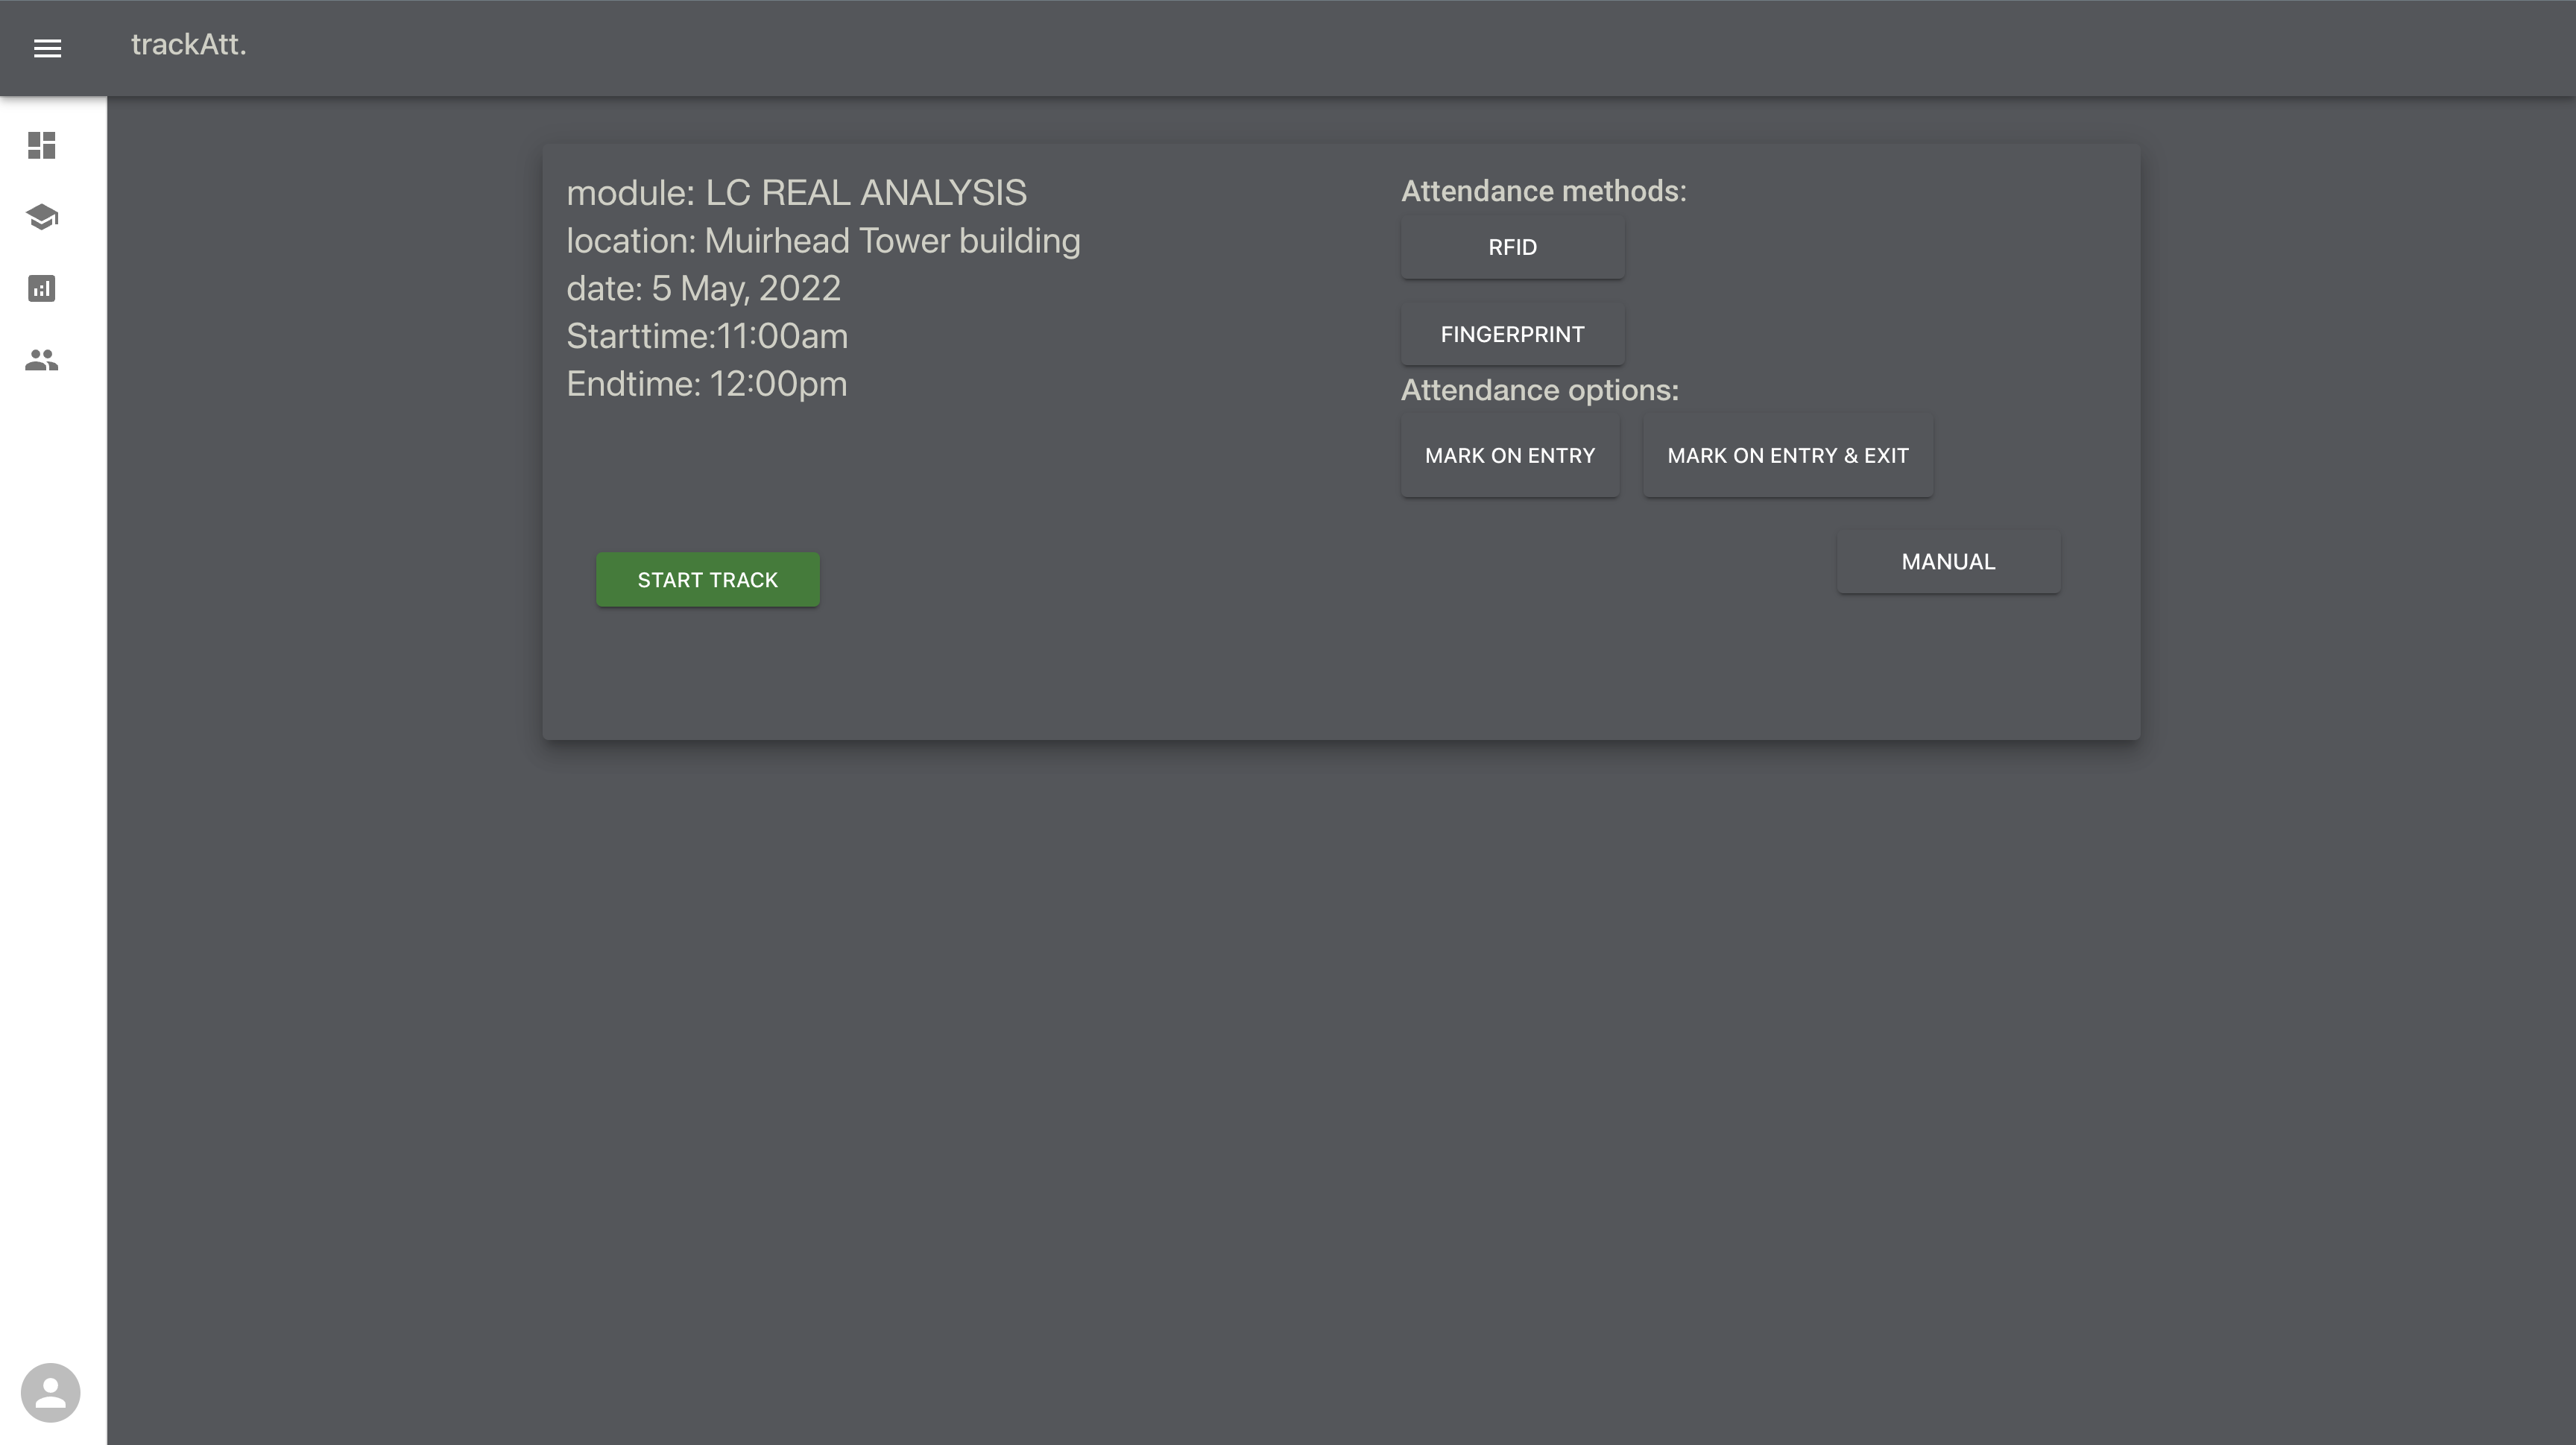 trackAtt.
module: LC REAL ANALYSIS
location: Muirhead Tower building
date: 5 May, 2022
Starttime:11:00am
Endtime: 12:00pm
START TRACK
Attendance methods:
RFID
FINGERPRINT
Attendance options:
MARK ON ENTRY
MARK ON ENTRY & EXIT
MANUAL